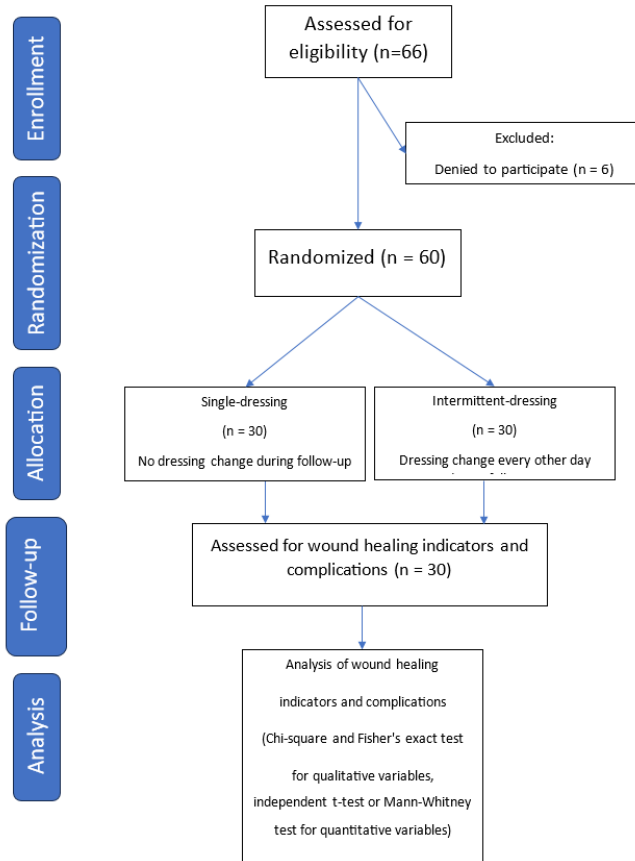 Enrollment
Assessed for
eligibility (n=66)
Excluded:
Denied to participate (n = 6)
Randomization
Randomized (n = 60)
Allocation
Single-dressing
(n = 30)
No dressing change during follow-up
Intermittent-dressing
(n = 30)
Dressing change every other day
Follow-up
Assessed for wound healing indicators and
complications (n = 30)
Analysis
Analysis of wound healing
indicators and complications
(Chi-square and Fisher's exact test
for qualitative variables,
independent t-test or Mann-Whitney
test for quantitative variables)